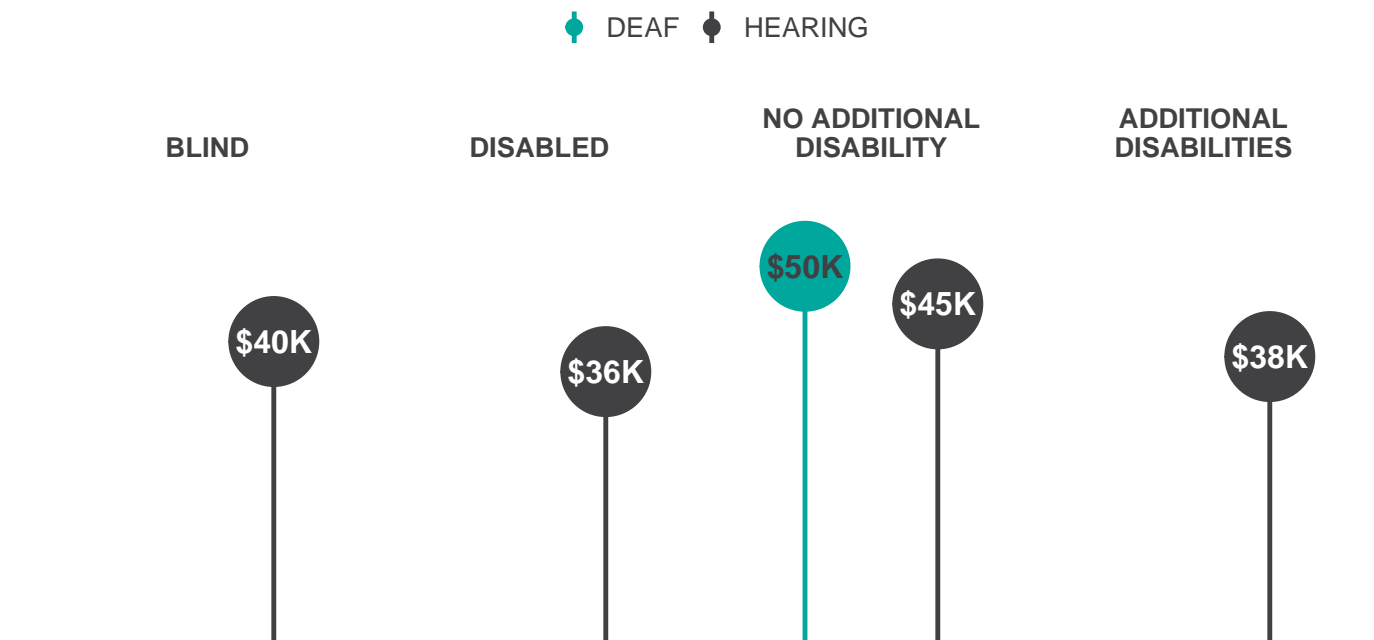 DEAF HEARING
BLIND
DISABLED
NO ADDITIONAL
DISABILITY
ADDITIONAL
DISABILITIES
$40K
$36K
$50K
$45K
$38K